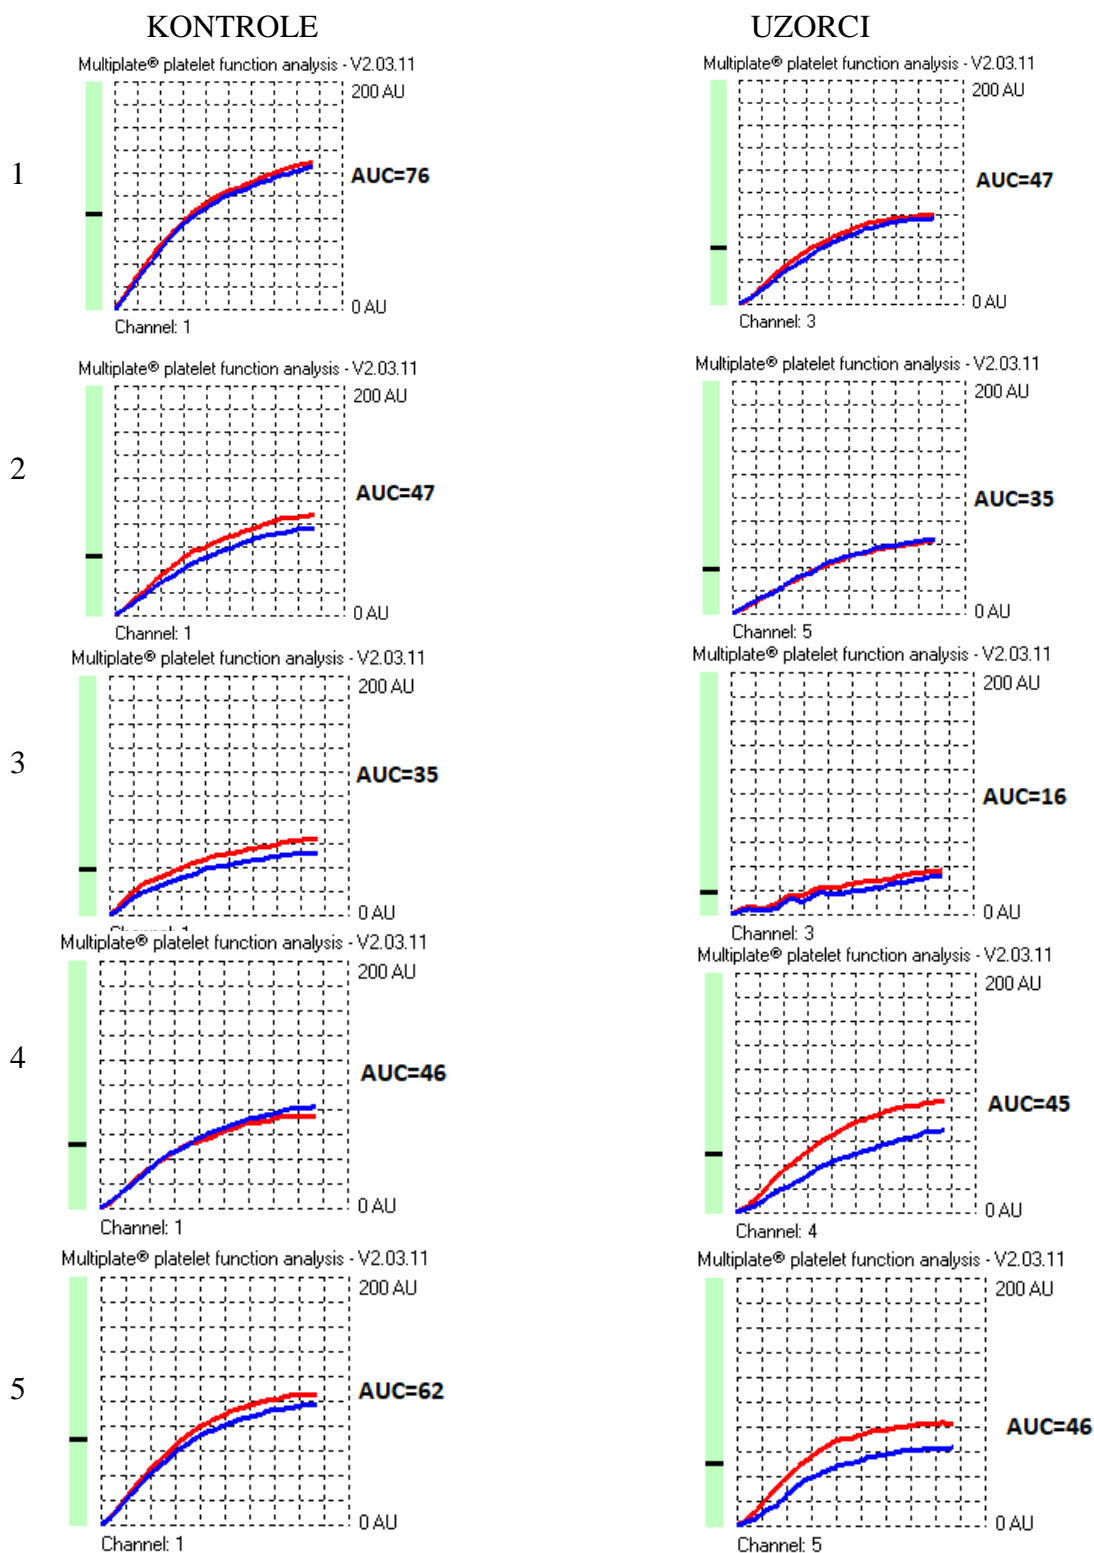 KONTROLE UZORCI
Multiplate® platelet function analysis - V2.03.11 Multiplate® platelet function analysis - V2.03.11
200 AU 200 AU
1 AUC=76 AUC=47
0 AU 0 AU
Channel: 1 Channel: 3
Multiplate® platelet function analysis - V2.03.11 Multiplate® platelet function analysis - V2.03.11
200 AU 200 AU
2 AUC=47 AUC=35
0 AU 0 AU
Channel: 1 Channel: 5
Multiplate® platelet function analysis - V2.03.11 Multiplate® platelet function analysis - V2.03.11
200 AU 200 AU
3 AUC=35 AUC=16
0 AU 0 AU
Channel: 3
Multiplate® platelet function analysis - V2.03.11 Multiplate® platelet function analysis - V2.03.11
200 AU 200 AU
4 AUC=46 AUC=45
0 AU 0 AU
Channel: 1 Channel: 4
Multiplate® platelet function analysis - V2.03.11 Multiplate® platelet function analysis - V2.03.11
200 AU 200 AU
5 AUC=62 AUC=46
0 AU 0 AU
Channel: 1 Channel: 5